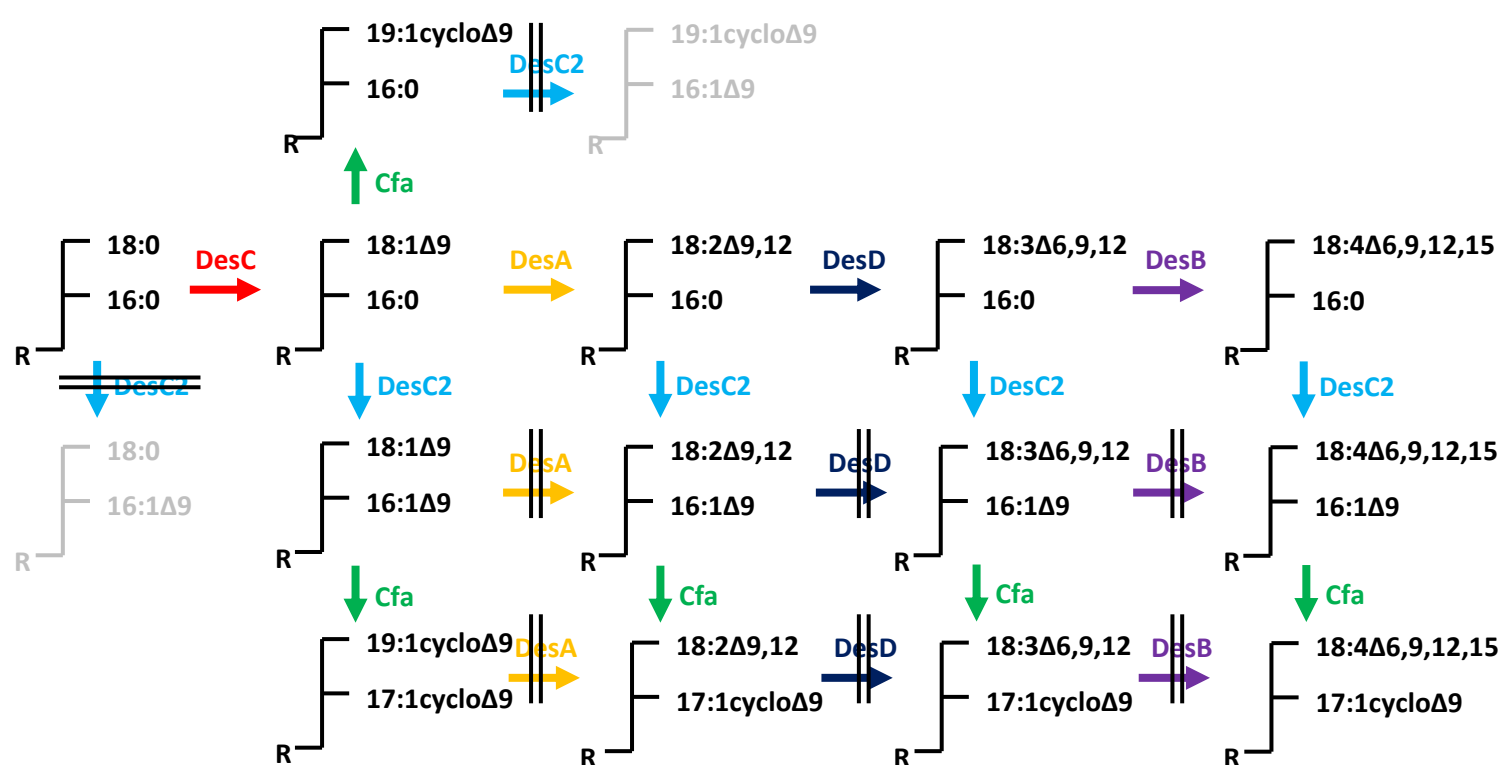 19:1cycloΔ9
16:0
R
DesC2
19:1cycloΔ9
16:1Δ9
R
Cfa
18:0
16:0
R
DesC
18:1Δ9
16:0
R
DesA
18:2Δ9,12
16:0
R
DesD
18:3Δ6,9,12
16:0
R
DesB
18:4Δ6,9,12,15
16:0
R
DesC2
DesC2
DesC2
DesC2
DesC2
18:0
16:1Δ9
R
18:1Δ9
16:1Δ9
R
DesA
18:2Δ9,12
16:1Δ9
R
DesD
18:3Δ6,9,12
16:1Δ9
R
DesB
18:4Δ6,9,12,15
16:1Δ9
R
Cfa
Cfa
Cfa
Cfa
19:1cycloΔ9
17:1cycloΔ9
R
DesA
18:2Δ9,12
17:1cycloΔ9
R
DesD
18:3Δ6,9,12
17:1cycloΔ9
R
DesB
18:4Δ6,9,12,15
17:1cycloΔ9
R